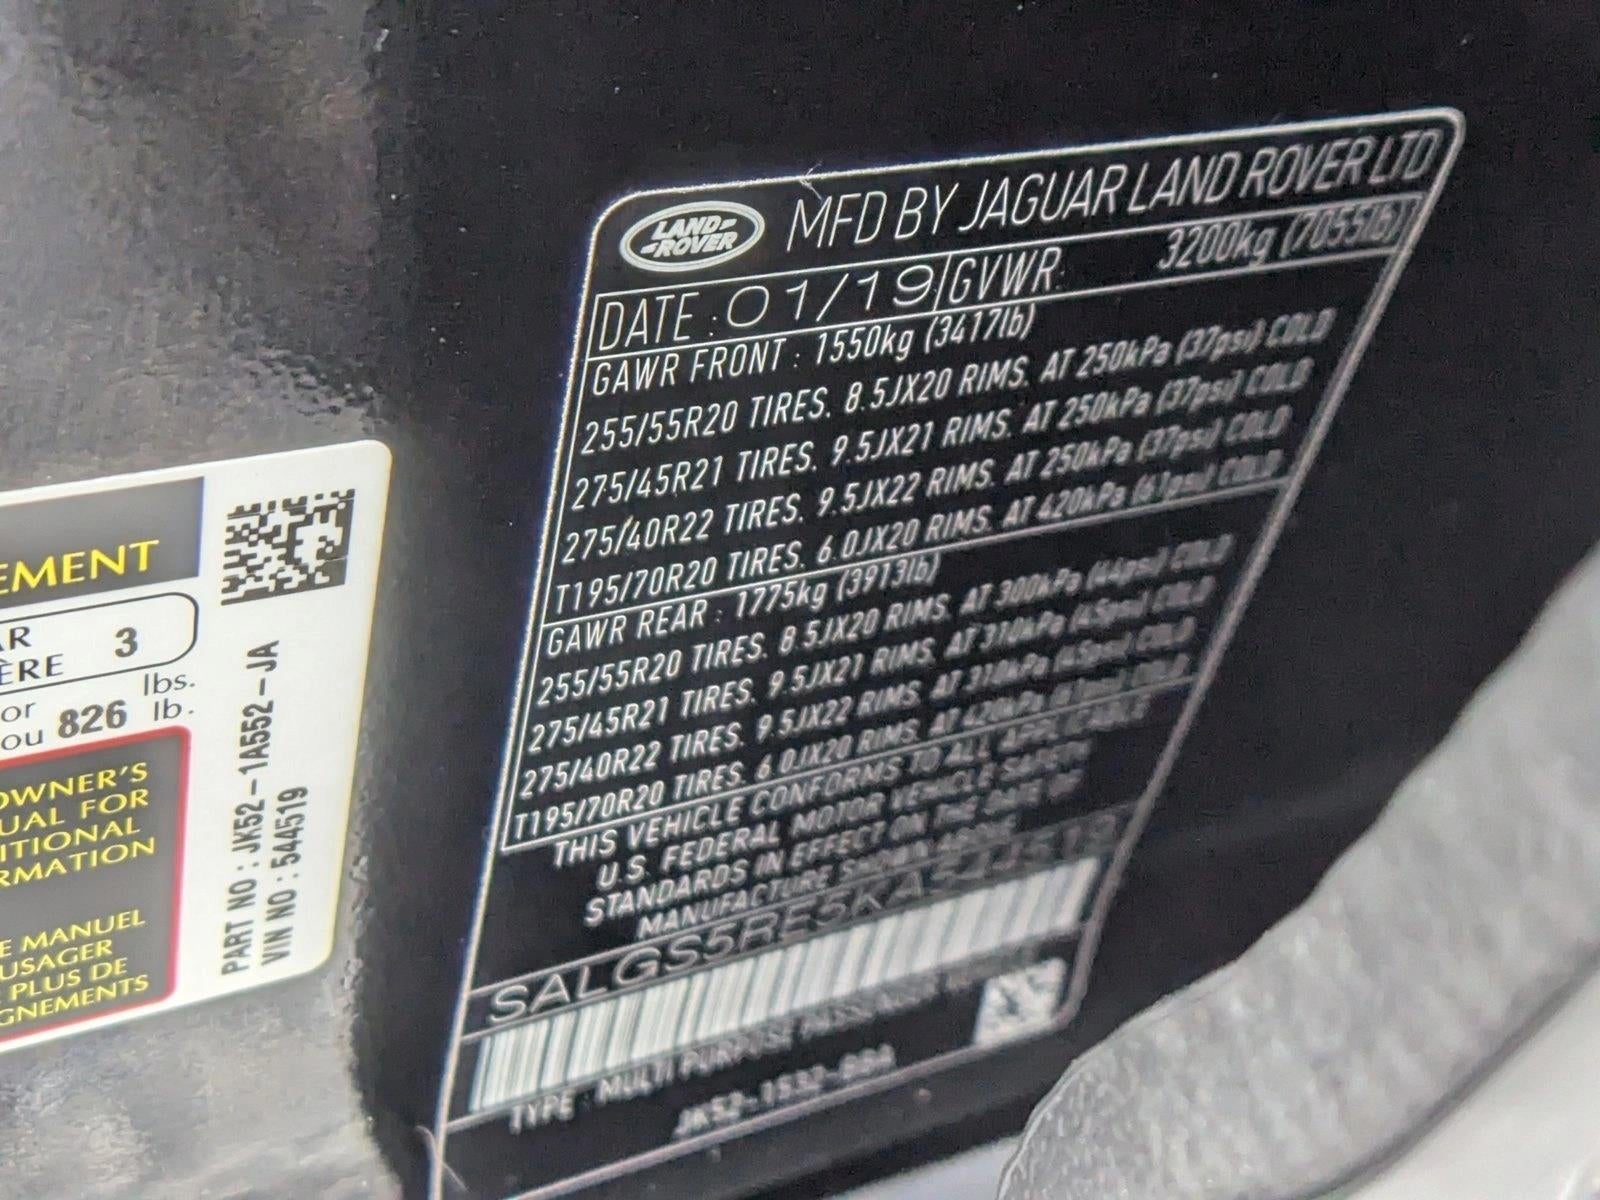 EMENT
AR 3
ÈRE
or 826 lbs.
ou lb.
OWNER'S
UAL FOR
ITIONAL
RMATION
E MANUEL
USAGER
PLUS DE
GNEMENTS
PART NO : JK52-1A552-JA
VIN NO : 544519
LAND ROVER MFD BY JAGUAR LAND ROVER LTD
DATE : 01/19 GVWR : 3200kg (7055lb)
GAWR FRONT : 1550kg (3417lb)
255/55R20 TIRES. 8.5JX20 RIMS. AT 250kPa (37psi) COLD
275/45R21 TIRES. 9.5JX21 RIMS. AT 250kPa (37psi) COLD
275/40R22 TIRES. 9.5JX22 RIMS. AT 250kPa (37psi) COLD
T195/70R20 TIRES. 6.0JX20 RIMS. AT 420kPa (61psi) COLD
GAWR REAR : 1775kg (3913lb)
255/55R20 TIRES. 8.5JX20 RIMS. AT 300kPa (44psi) COLD
275/45R21 TIRES. 9.5JX21 RIMS. AT 310kPa (45psi) COLD
275/40R22 TIRES. 9.5JX22 RIMS. AT 310kPa (45psi) COLD
T195/70R20 TIRES. 6.0JX20 RIMS. AT 420kPa (61psi) COLD
THIS VEHICLE CONFORMS TO ALL APPLICABLE
U.S. FEDERAL MOTOR VEHICLE SAFETY
STANDARDS IN EFFECT ON THE DATE OF
MANUFACTURE SHOWN ABOVE
SALGS5RE5KA544519
TYPE : MULTI PURPOSE PASSENGER